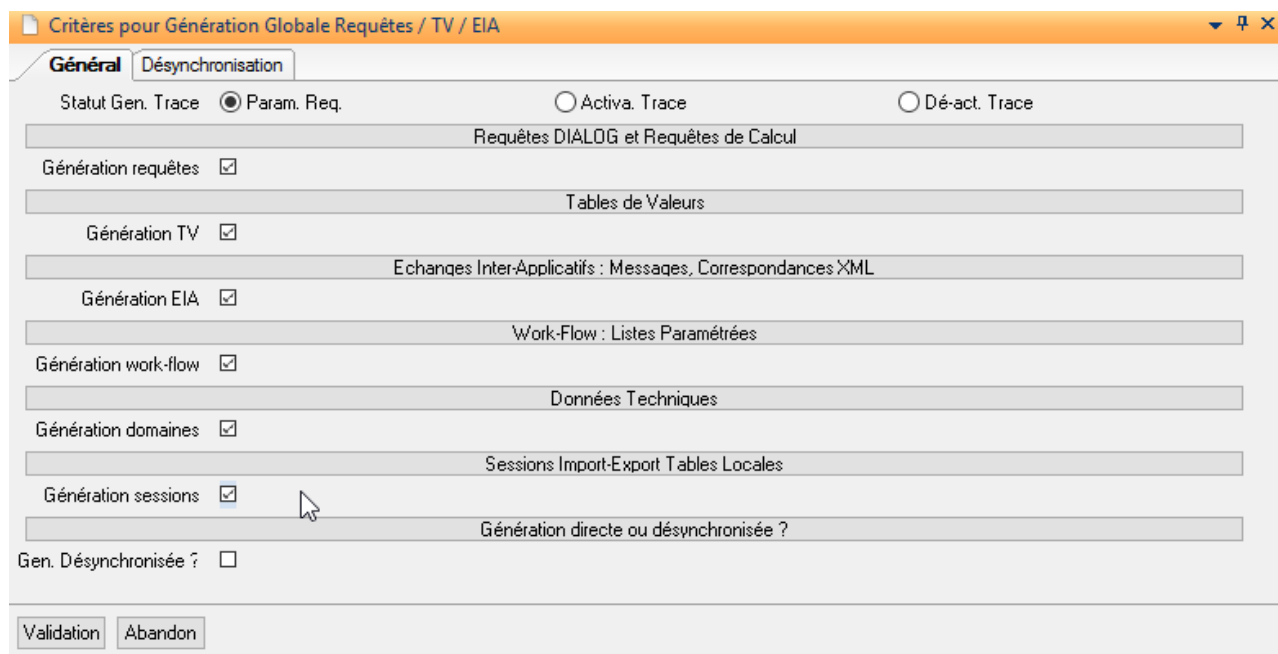 Critères pour Génération Globale Requêtes / TV / EIA
Général Désynchronisation
Statut Gen. Trace Param. Req. Activa. Trace Dé-act. Trace
Requêtes DIALOG et Requêtes de Calcul
Génération requêtes
Tables de Valeurs
Génération TV
Echanges Inter-Applicatifs : Messages, Correspondances XML
Génération EIA
Work-Flow : Listes Paramétrées
Génération work-flow
Données Techniques
Génération domaines
Sessions Import-Export Tables Locales
Génération sessions
Génération directe ou désynchronisée ?
Gen. Désynchronisée ?
Validation Abandon